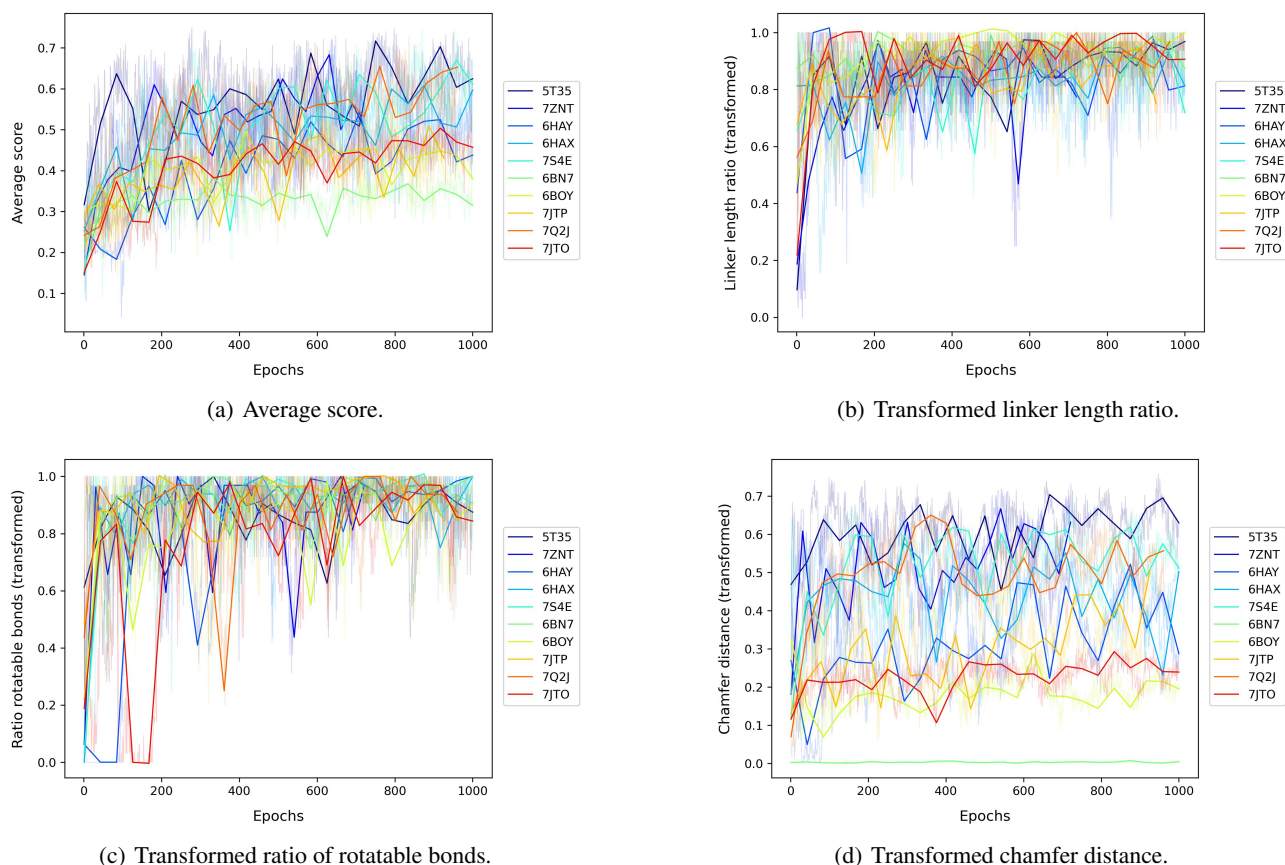 Average score
0.7
0.6
0.5
0.4
0.3
0.2
0.1
0 200 400 600 800 1000
Epochs
5T35
7ZNT
6HAY
6HAX
7S4E
6BN7
6BOY
7JTP
7Q2J
7JTO
(a) Average score.
Linker length ratio (transformed)
1.0
0.8
0.6
0.4
0.2
0.0
0 200 400 600 800 1000
Epochs
5T35
7ZNT
6HAY
6HAX
7S4E
6BN7
6BOY
7JTP
7Q2J
7JTO
(b) Transformed linker length ratio.
Ratio rotatable bonds (transformed)
1.0
0.8
0.6
0.4
0.2
0.0
0 200 400 600 800 1000
Epochs
5T35
7ZNT
6HAY
6HAX
7S4E
6BN7
6BOY
7JTP
7Q2J
7JTO
(c) Transformed ratio of rotatable bonds.
Chamfer distance (transformed)
0.7
0.6
0.5
0.4
0.3
0.2
0.1
0.0
0 200 400 600 800 1000
Epochs
5T35
7ZNT
6HAY
6HAX
7S4E
6BN7
6BOY
7JTP
7Q2J
7JTO
(d) Transformed chamfer distance.